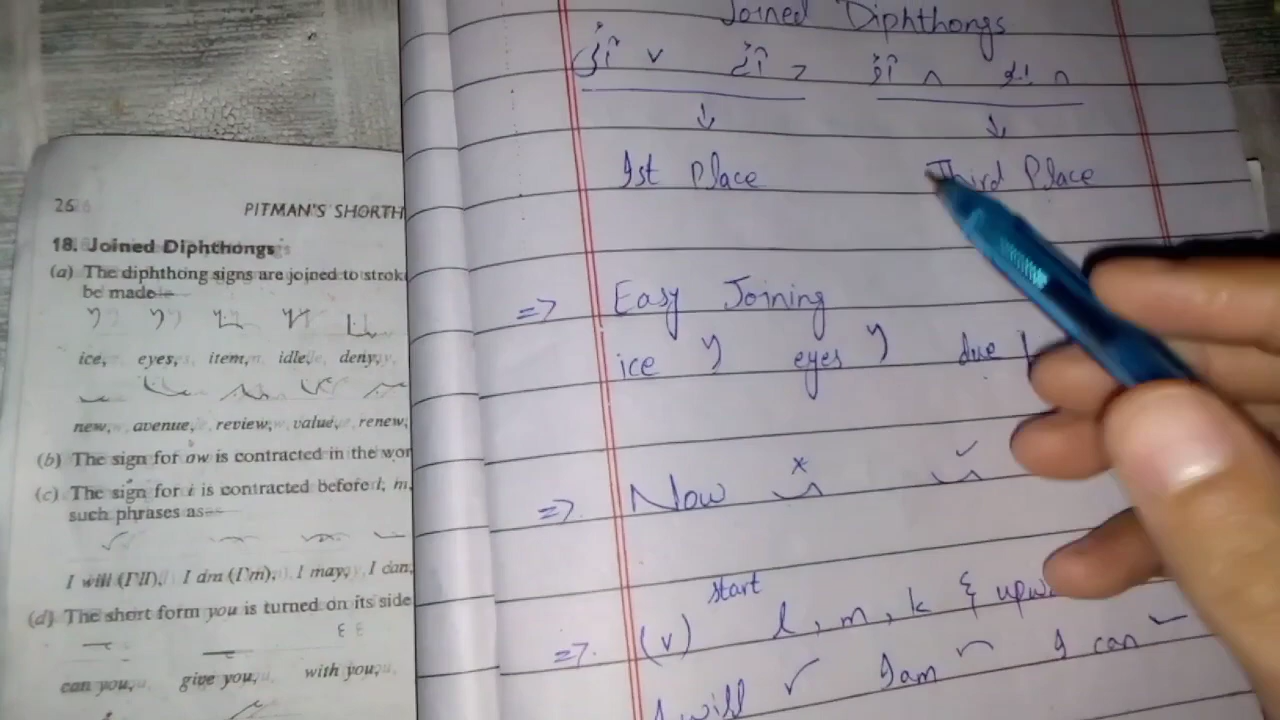 26
PITMAN'S SHORTH
18. Joined Diphthongs
(a) The diphthong signs are joined to strok
be made
ice, eyes, item, idle, deny,
new, avenue, review, value, renew,
(b) The sign for ow is contracted in the wor
(c) The sign for i is contracted before l, m,
such phrases as
I will (I'll), I am (I'm), I may, I can,
(d) The short form you is turned on its side
can you, give you, with you,
Joined Diphthongs
1st Place Third Place
=> Easy Joining
ice eyes due
=> Now
start
=> (v) l, m, k & upw
I will I am I can